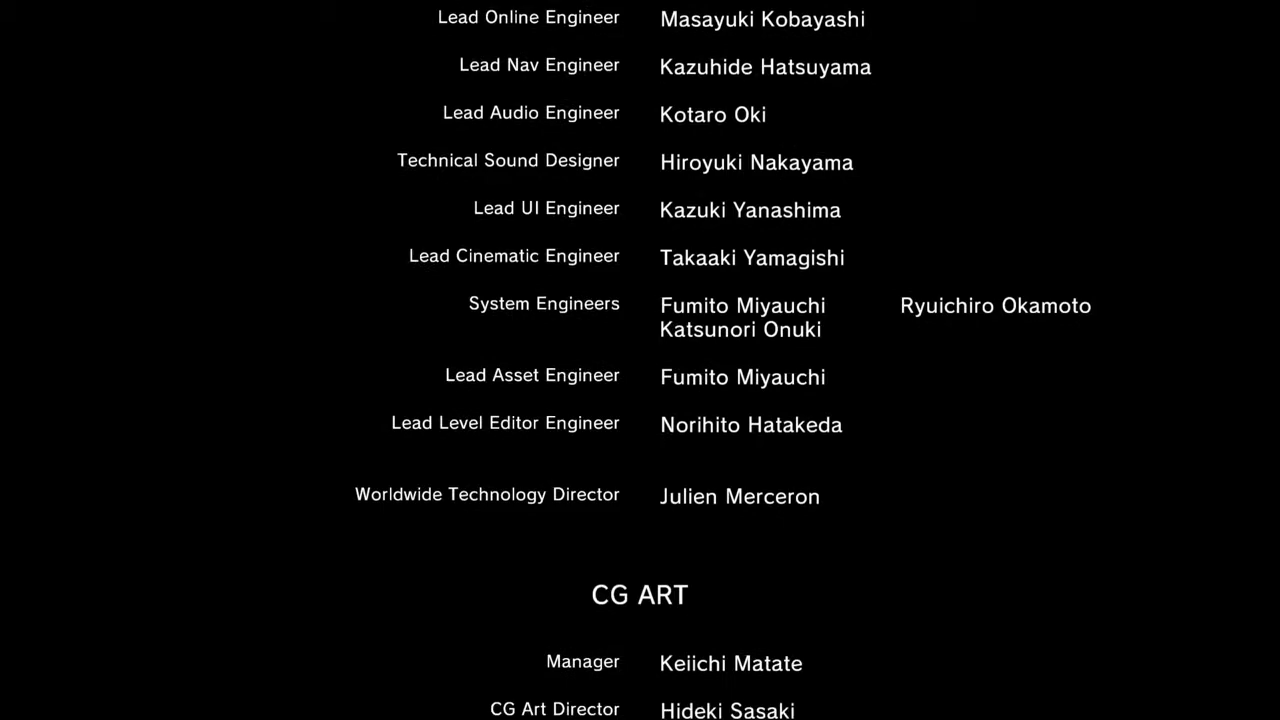 Lead Online Engineer Masayuki Kobayashi
Lead Nav Engineer Kazuhide Hatsuyama
Lead Audio Engineer Kotaro Oki
Technical Sound Designer Hiroyuki Nakayama
Lead UI Engineer Kazuki Yanashima
Lead Cinematic Engineer Takaaki Yamagishi
System Engineers Fumito Miyauchi Ryuichiro Okamoto
Katsunori Onuki
Lead Asset Engineer Fumito Miyauchi
Lead Level Editor Engineer Norihito Hatakeda
Worldwide Technology Director Julien Merceron
CG ART
Manager Keiichi Matate
CG Art Director Hideki Sasaki